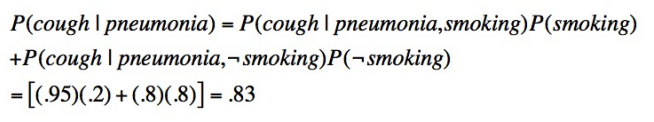 P(cough | pneumonia) = P(cough | pneumonia,smoking)P(smoking)
+P(cough | pneumonia,¬ smoking)P(¬smoking)
= [(.95)(.2) + (.8)(.8)] = .83